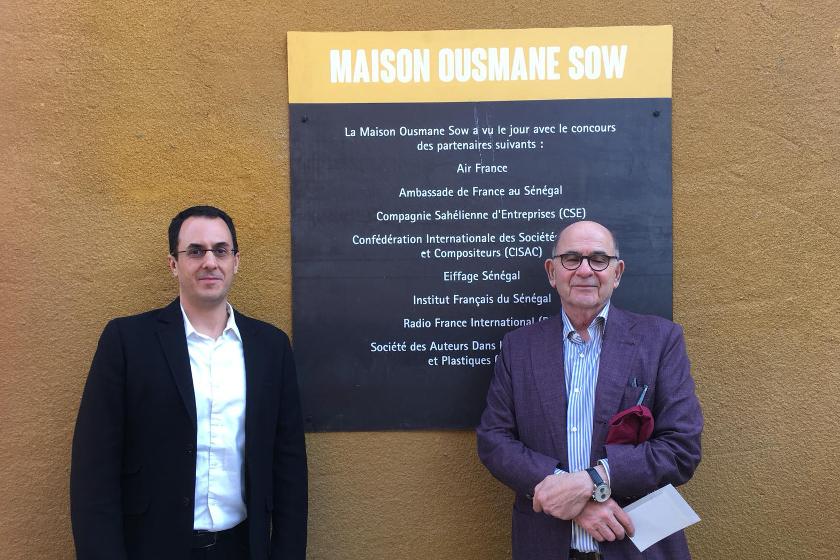 MAISON OUSMANE SOW
La Maison Ousmane Sow a vu le jour avec le concours
des partenaires suivants :
Air France
Ambassade de France au Sénégal
Compagnie Sahélienne d'Entreprises (CSE)
Confédération Internationale des Sociétés
et Compositeurs (CISAC)
Eiffage Sénégal
Institut Français du Sénégal
Radio France International
Société des Auteurs Dans
et Plastiques